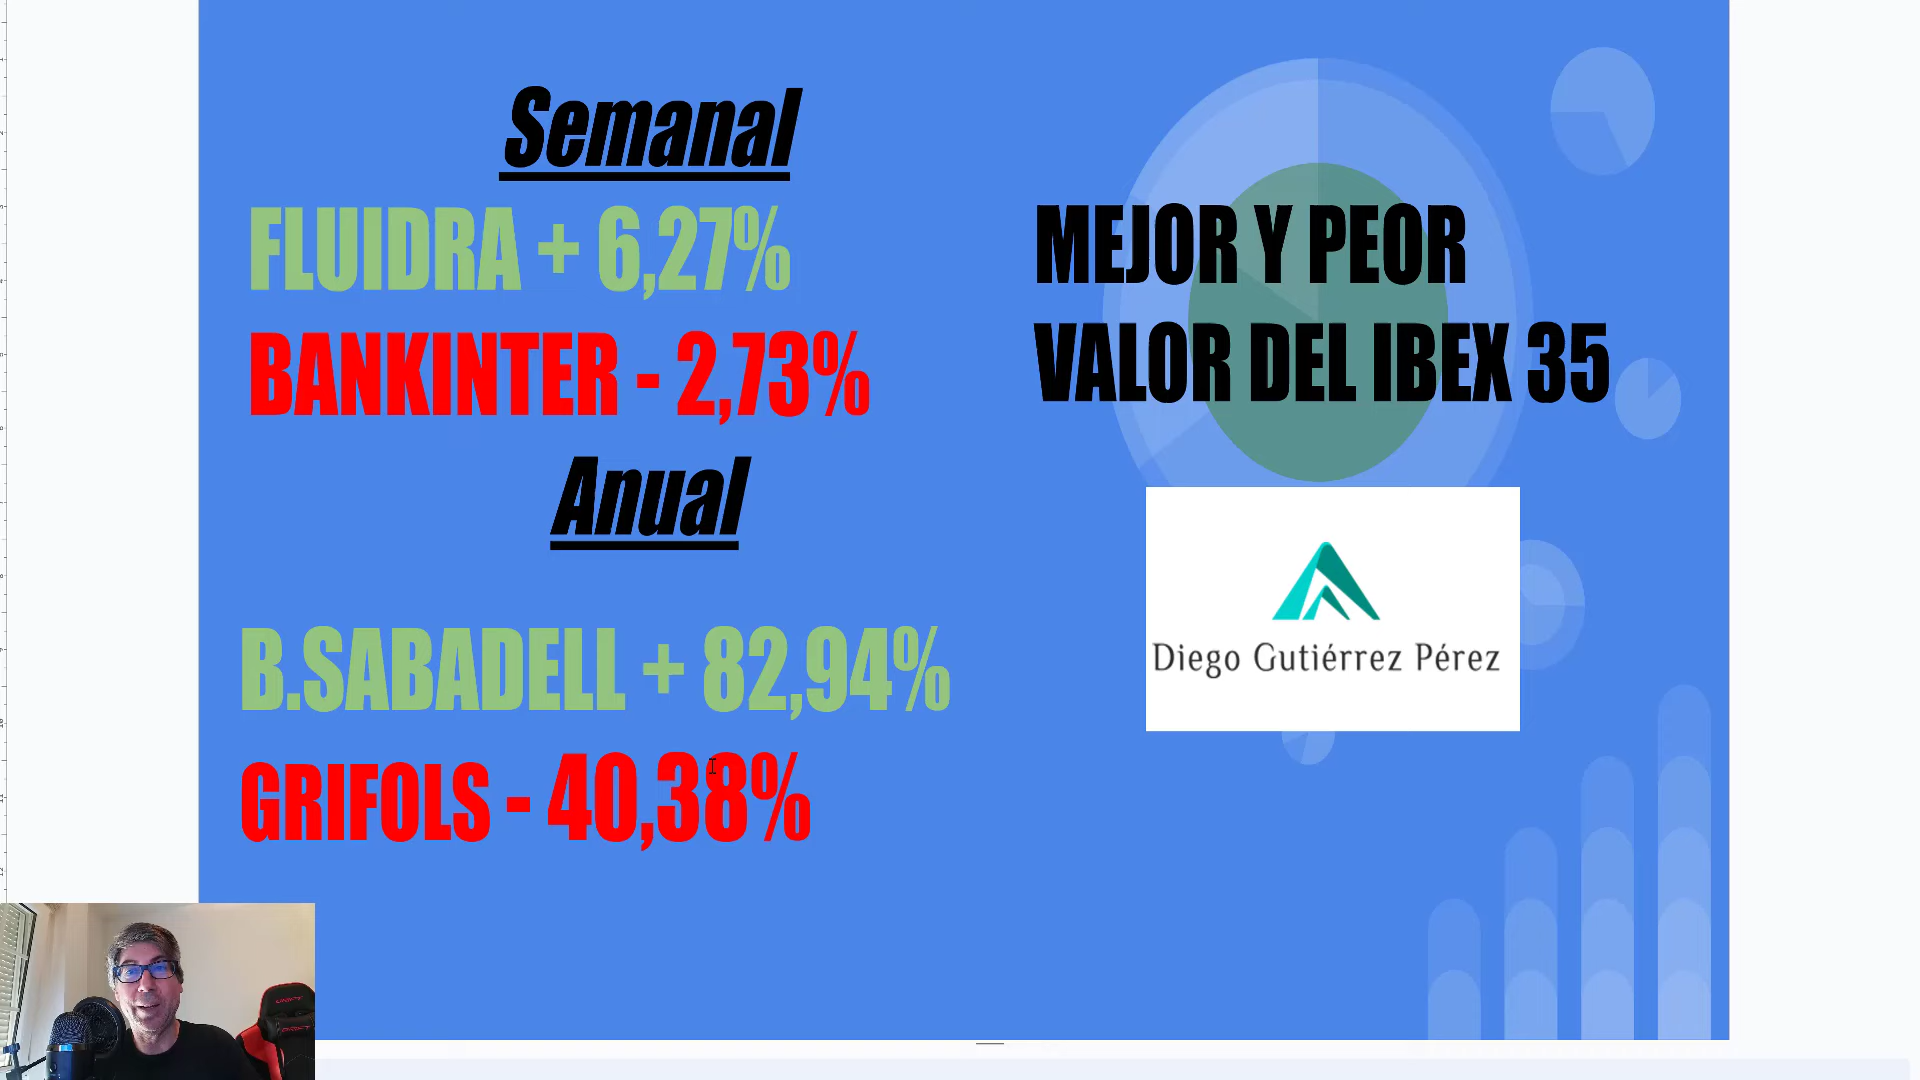 Semanal
FLUIDRA + 6,27%
BANKINTER - 2,73%
Anual
B.SABADELL + 82,94%
GRIFOLS - 40,38%
MEJOR Y PEOR
VALOR DEL IBEX 35
Diego Gutiérrez Pérez